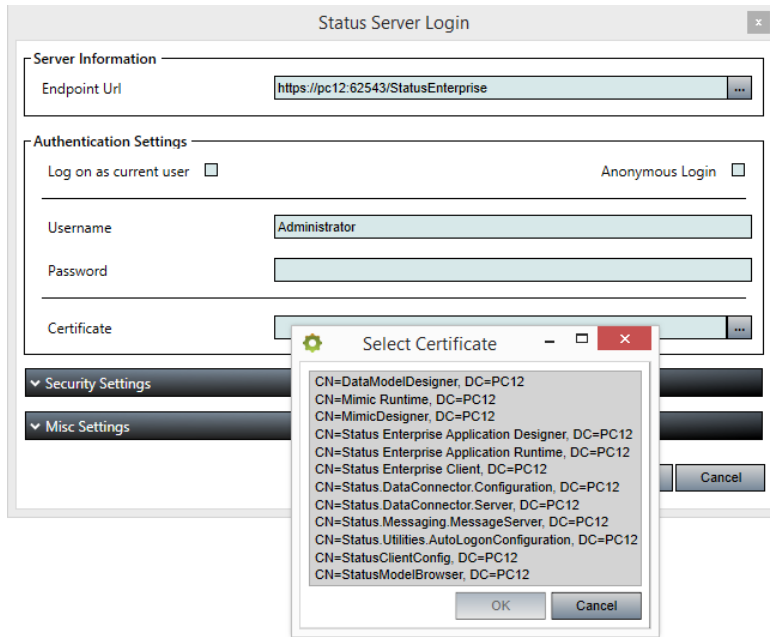 Status Server Login
x
Server Information
Endpoint Url
https://pc12:62543/StatusEnterprise
...
Authentication Settings
Log on as current user
Anonymous Login
Username
Administrator
Password
Certificate
...
Select Certificate
CN=DataModelDesigner, DC=PC12
CN=Mimic Runtime, DC=PC12
CN=MimicDesigner, DC=PC12
CN=Status Enterprise Application Designer, DC=PC12
CN=Status Enterprise Application Runtime, DC=PC12
CN=Status Enterprise Client, DC=PC12
CN=Status.DataConnector.Configuration, DC=PC12
CN=Status.DataConnector.Server, DC=PC12
CN=Status.Messaging.MessageServer, DC=PC12
CN=Status.Utilities.AutoLogonConfiguration, DC=PC12
CN=StatusClientConfig, DC=PC12
CN=StatusModelBrowser, DC=PC12
OK
Cancel
Security Settings
Misc Settings
Cancel